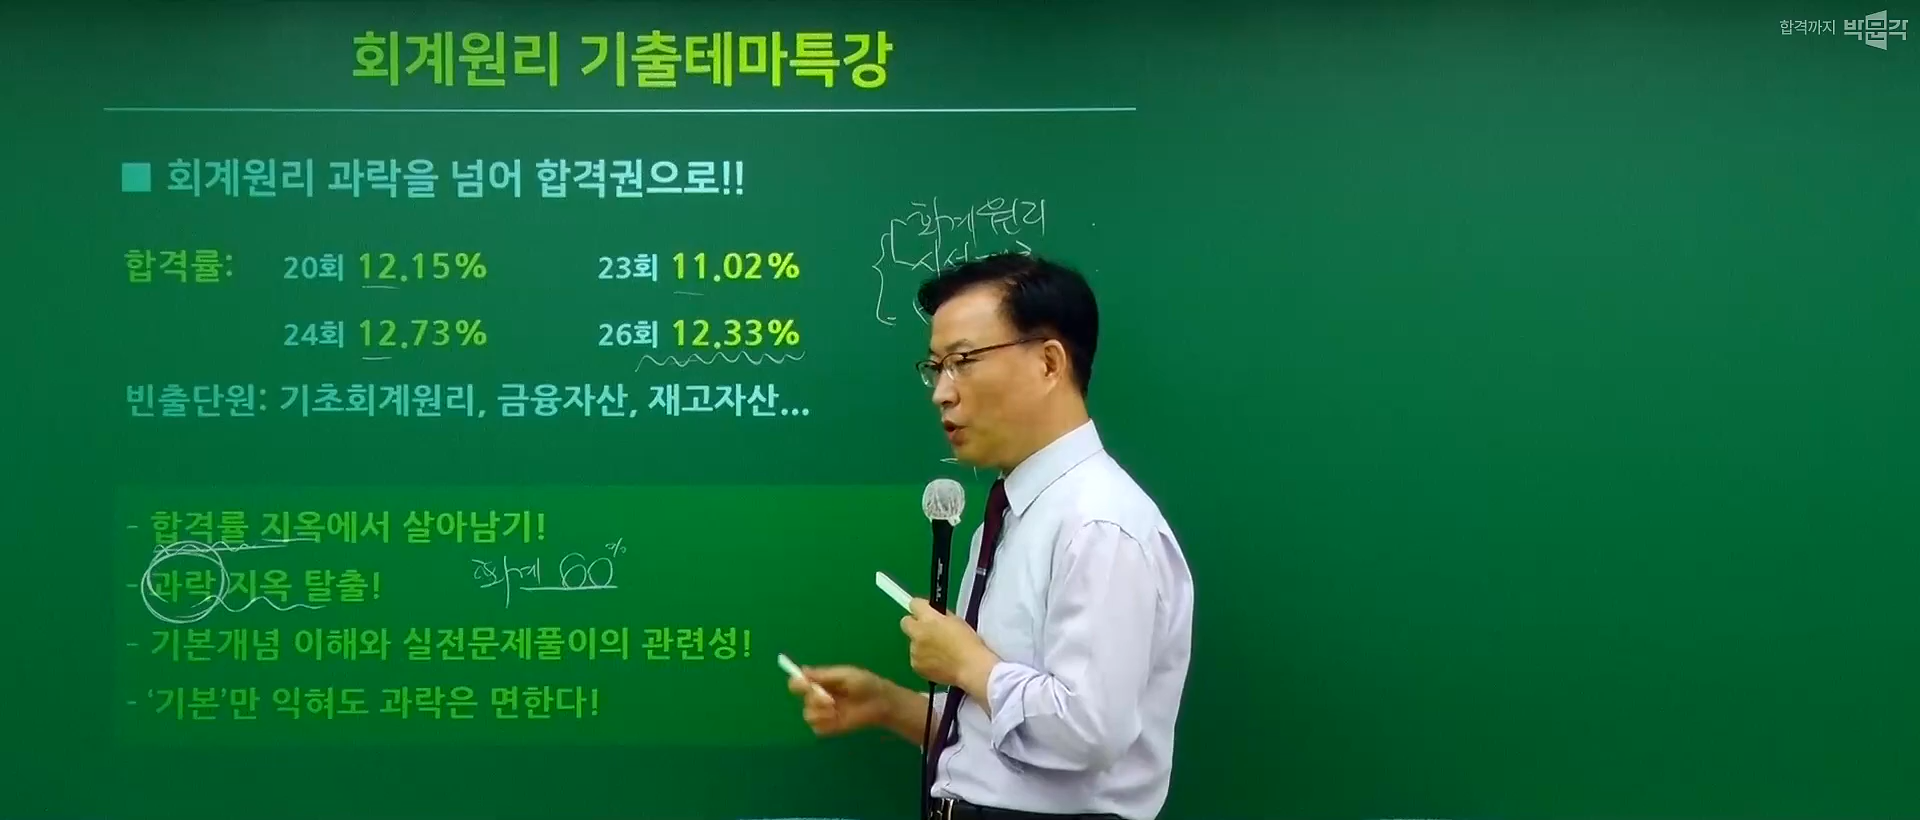 합격까지 박문각
회계원리 기출테마특강
■ 회계원리 과락을 넘어 합격권으로!!
회계원리
합격률: 20회 12.15% 23회 11.02%
24회 12.73% 26회 12.33%
빈출단원: 기초회계원리, 금융자산, 재고자산...
- 합격률 지옥에서 살아남기!
- 과락 지옥 탈출! 회계 60%
- 기본개념 이해와 실전문제풀이의 관련성!
- ‘기본’만 익혀도 과락은 면한다!